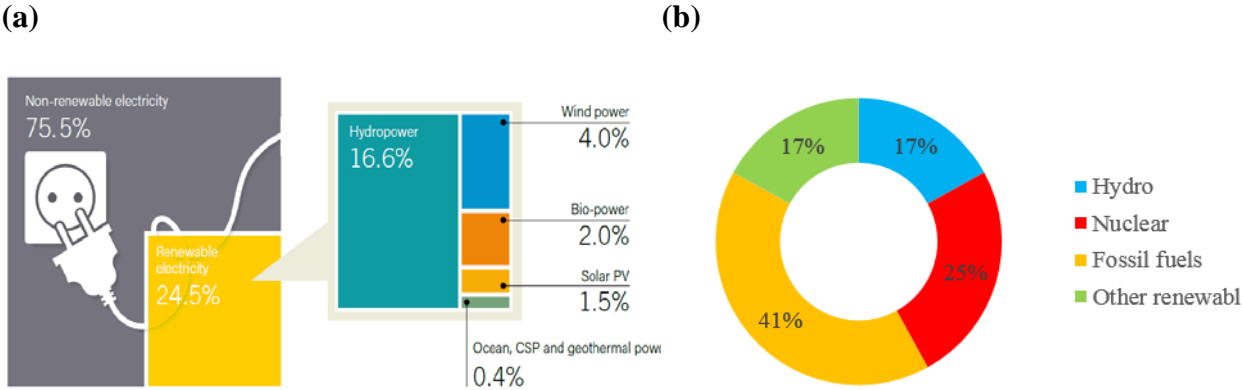 (a)
(b)
Non-renewable electricity
75.5%
Renewable
electricity
24.5%
Hydropower
16.6%
Wind power
4.0%
Bio-power
2.0%
Solar PV
1.5%
Ocean, CSP and geothermal powe
0.4%
17%
17%
25%
41%
Hydro
Nuclear
Fossil fuels
Other renewabl